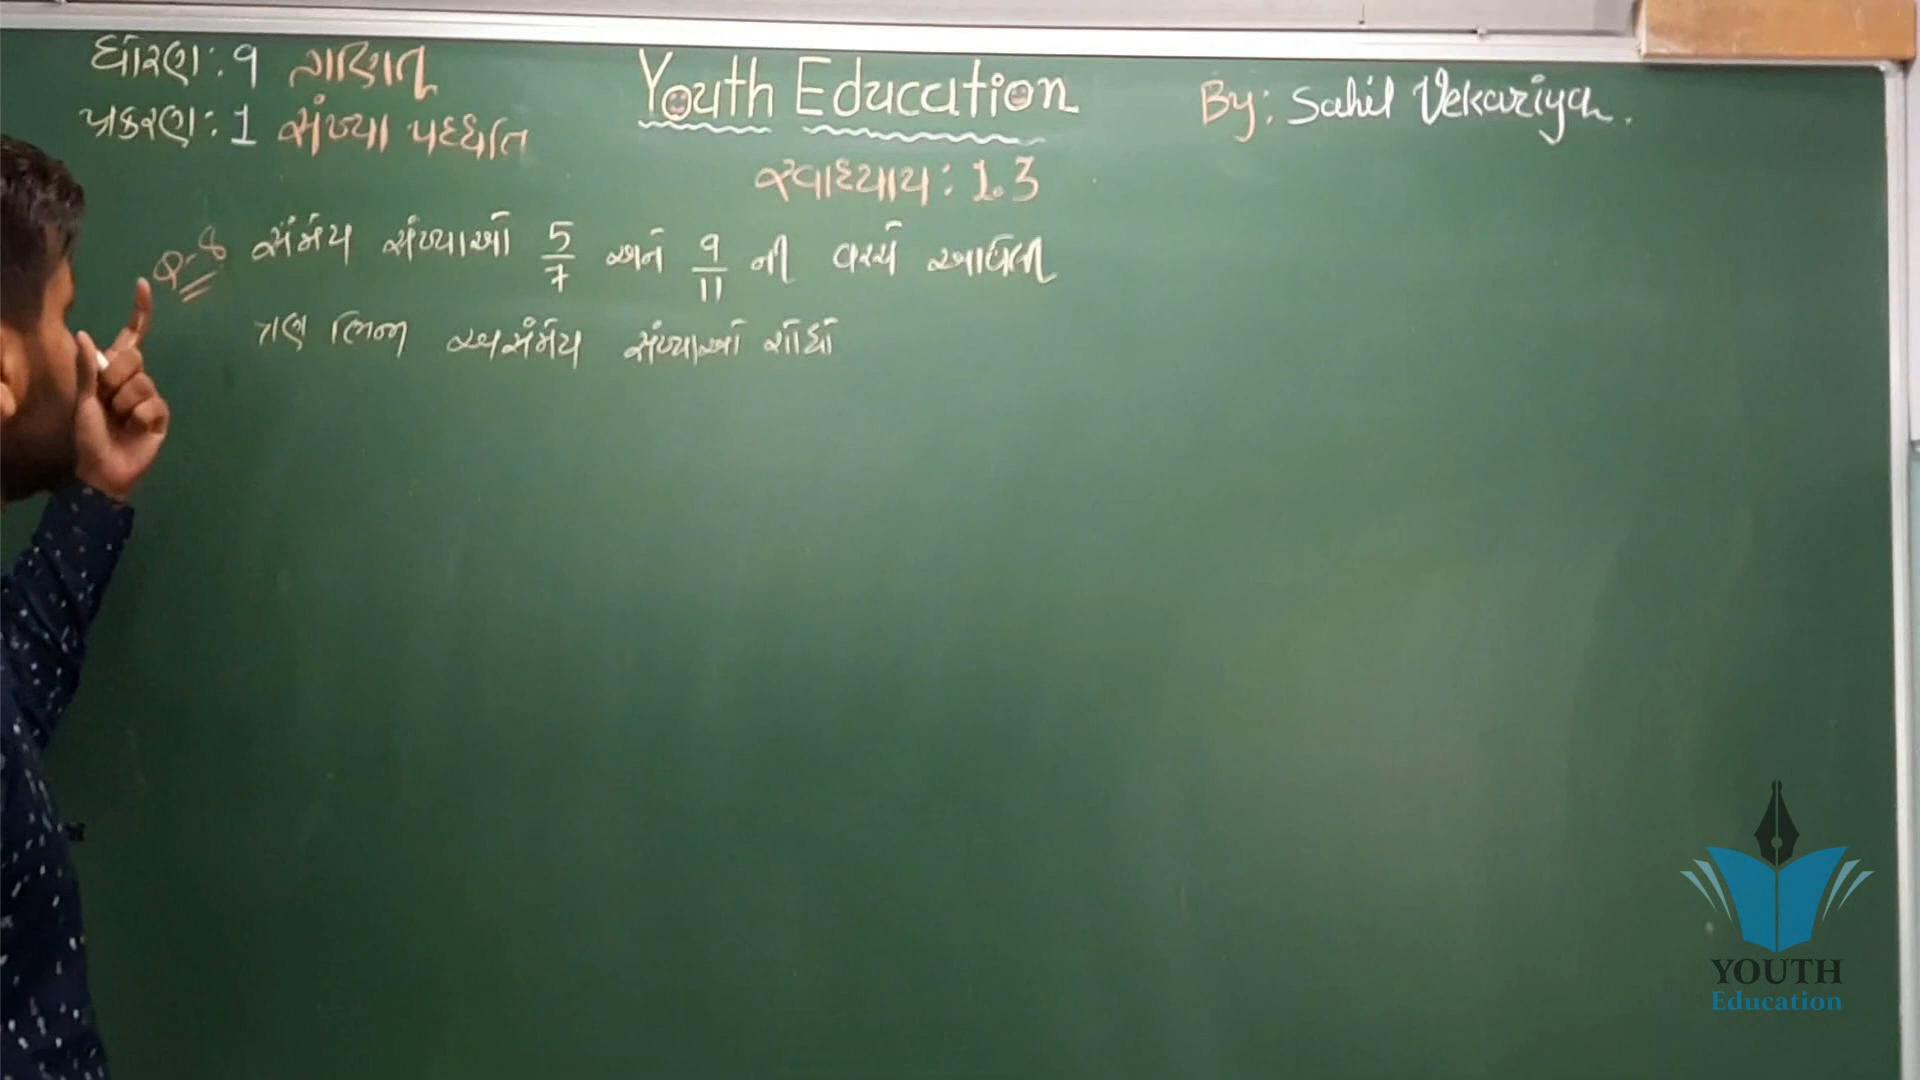 ધોરણ : 9 ગણિત
પ્રકરણ : 1 સંખ્યા પધ્ધતિ
Youth Education
By: Sahil Vekariya.
સ્વાધ્યાય : 1.3
Q-8 સંમેય સંખ્યાઓ 5/7 અને 9/11 ની વચ્ચે આવેલી
ત્રણ ભિન્ન અસંમેય સંખ્યાઓ શોધો
YOUTH
Education